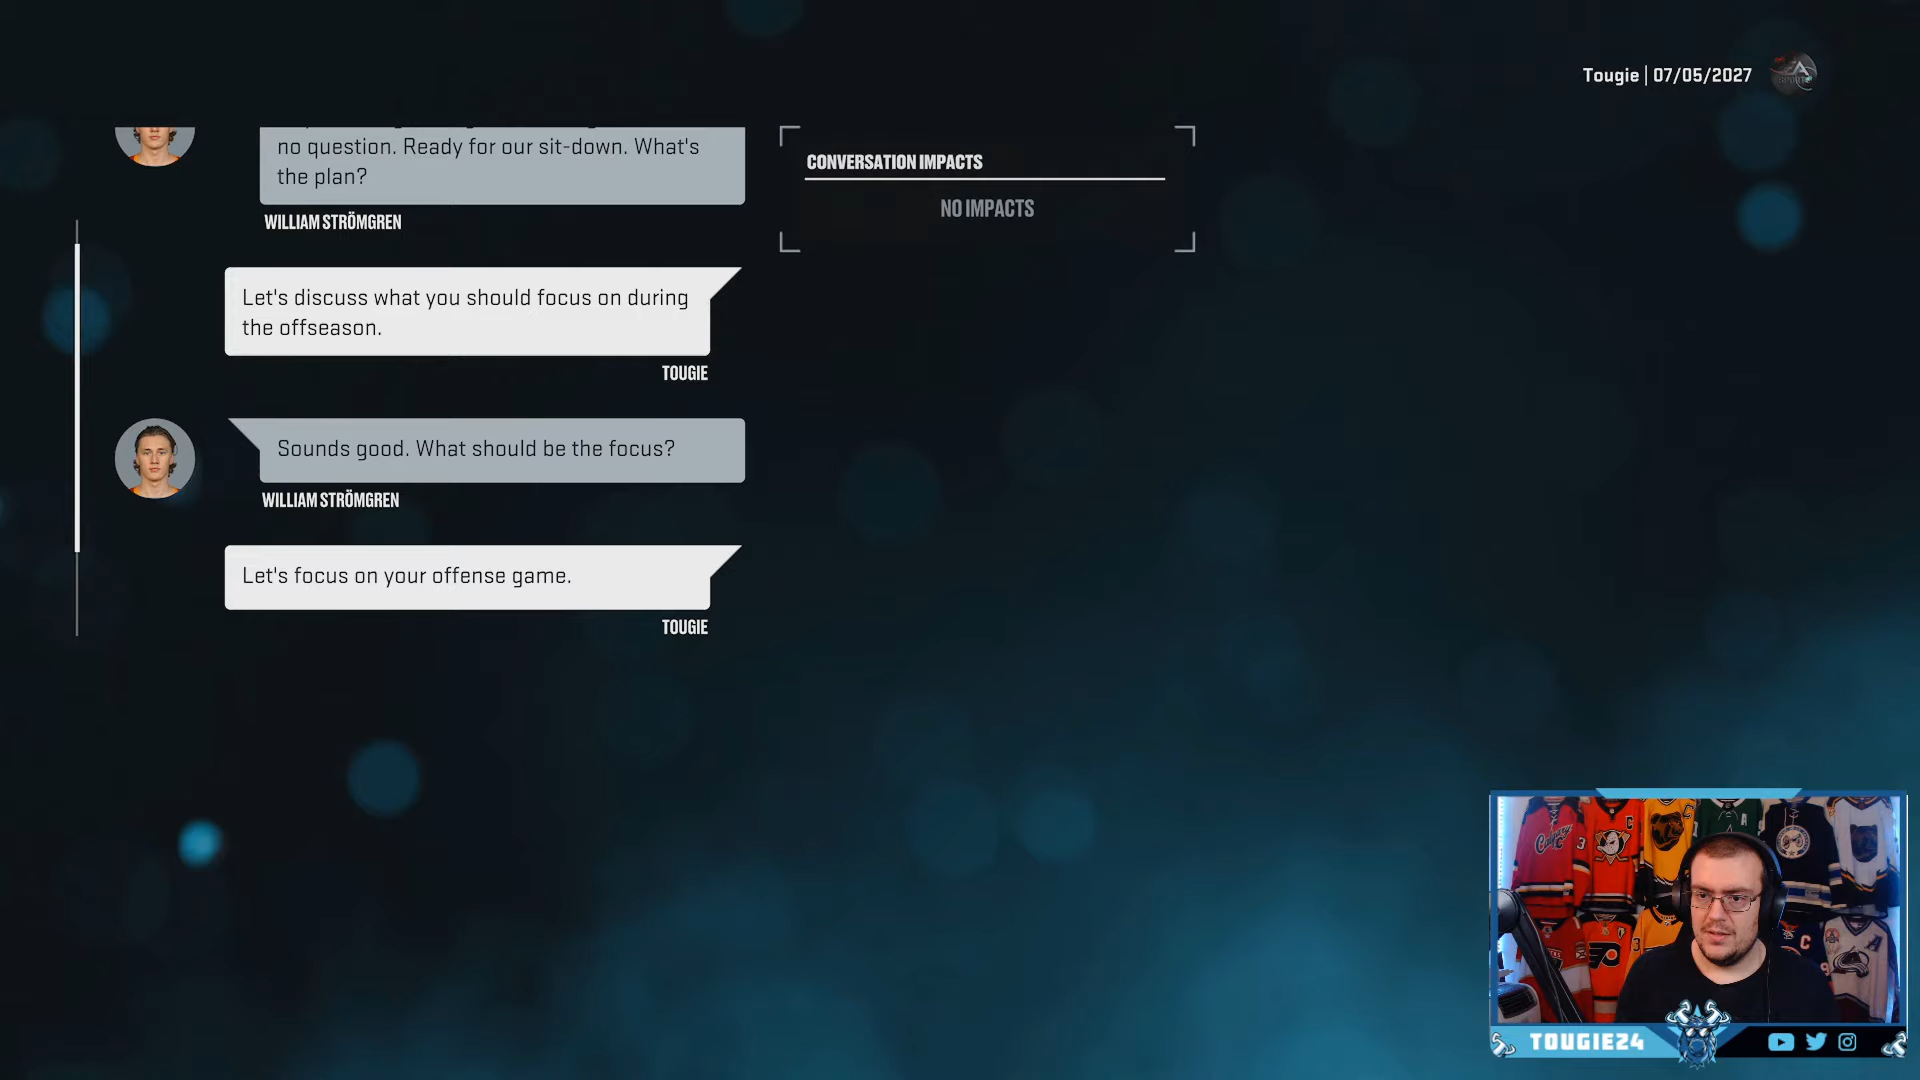 Tougie | 07/05/2027
no question. Ready for our sit-down. What's
the plan?
WILLIAM STRÖMGREN
Let's discuss what you should focus on during
the offseason.
TOUGIE
Sounds good. What should be the focus?
WILLIAM STRÖMGREN
Let's focus on your offense game.
TOUGIE
CONVERSATION IMPACTS
NO IMPACTS
Calgary
TOUGIE24